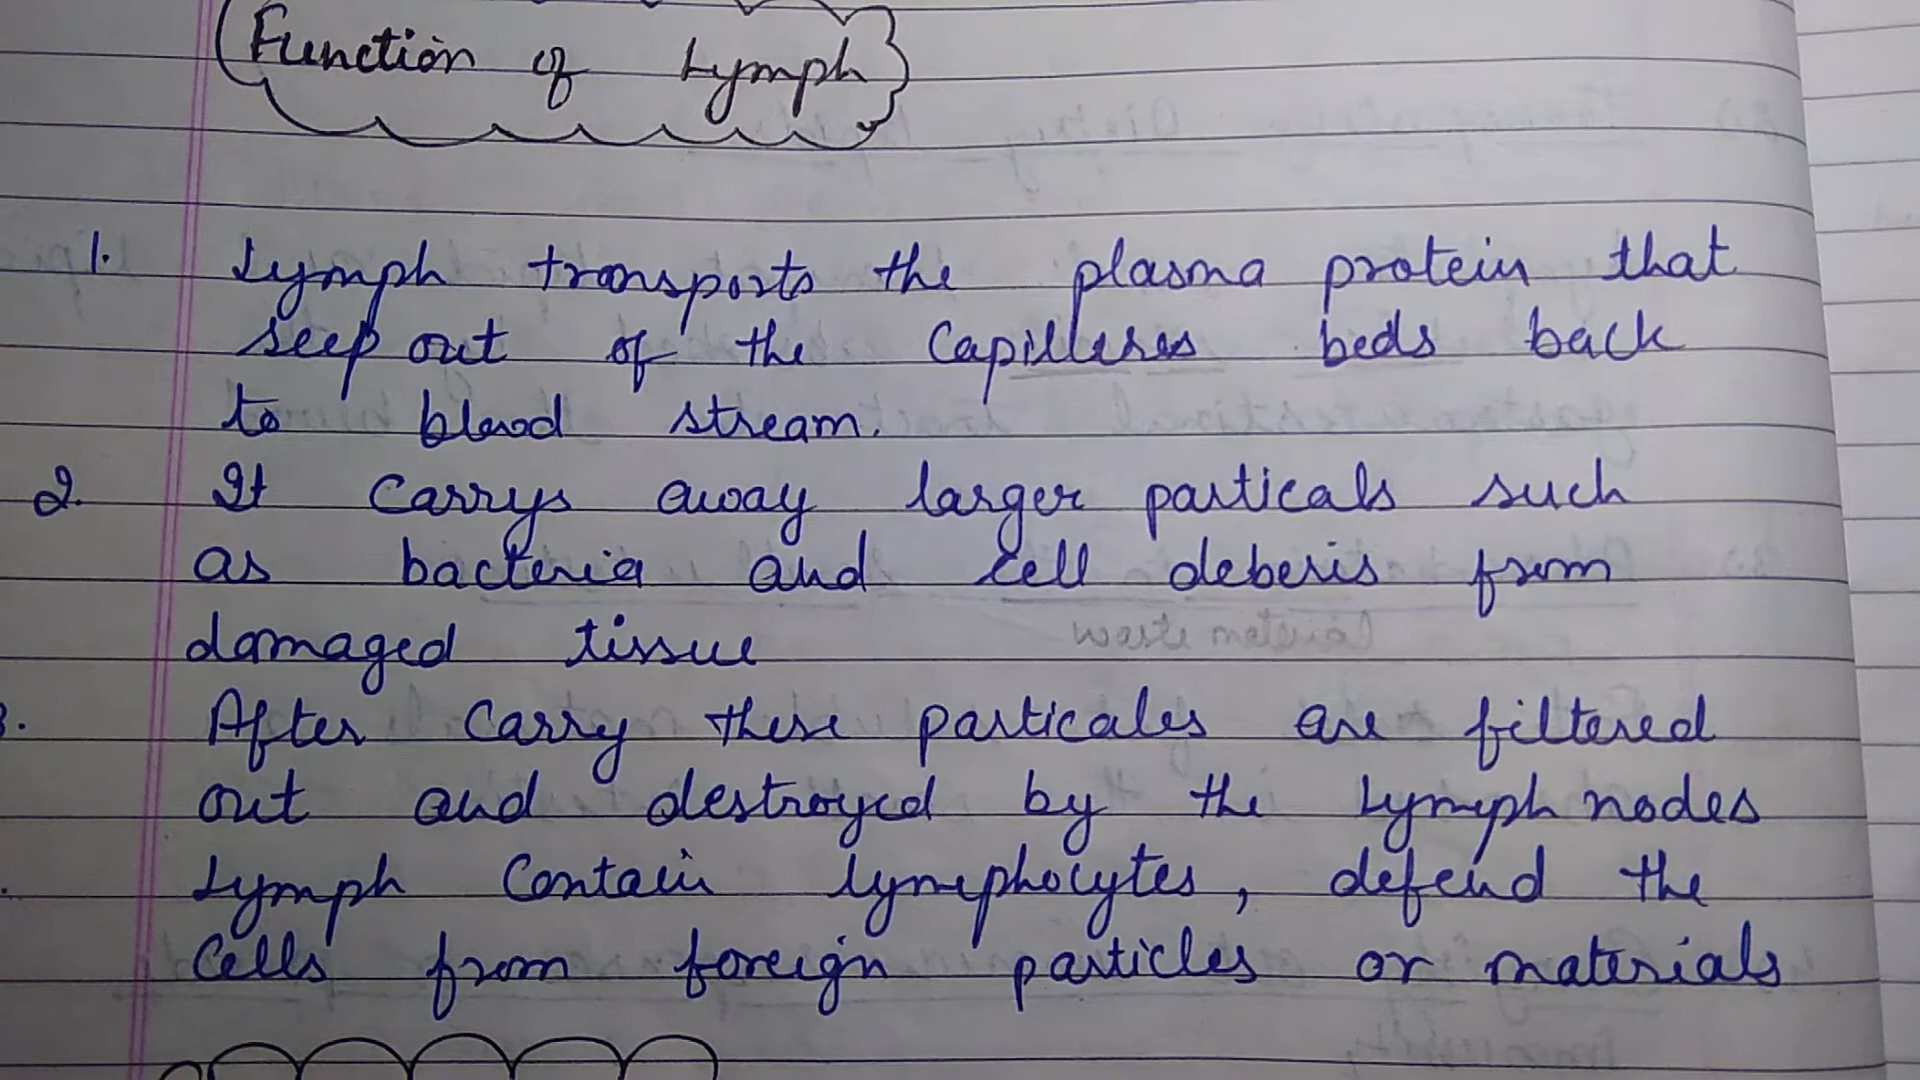 Function of Lymph
1. Lymph transports the plasma protein that
seep out of the Capilleres beds back
to blood stream.
2. It Carrys away larger particals such
as bacteria and cell deberis from
damaged tissue
3. After Carry these particales are filtered
out and destroyed by the Lymph nodes
. Lymph Contain lymphocytes, defend the
Cells from foreign particles or materials